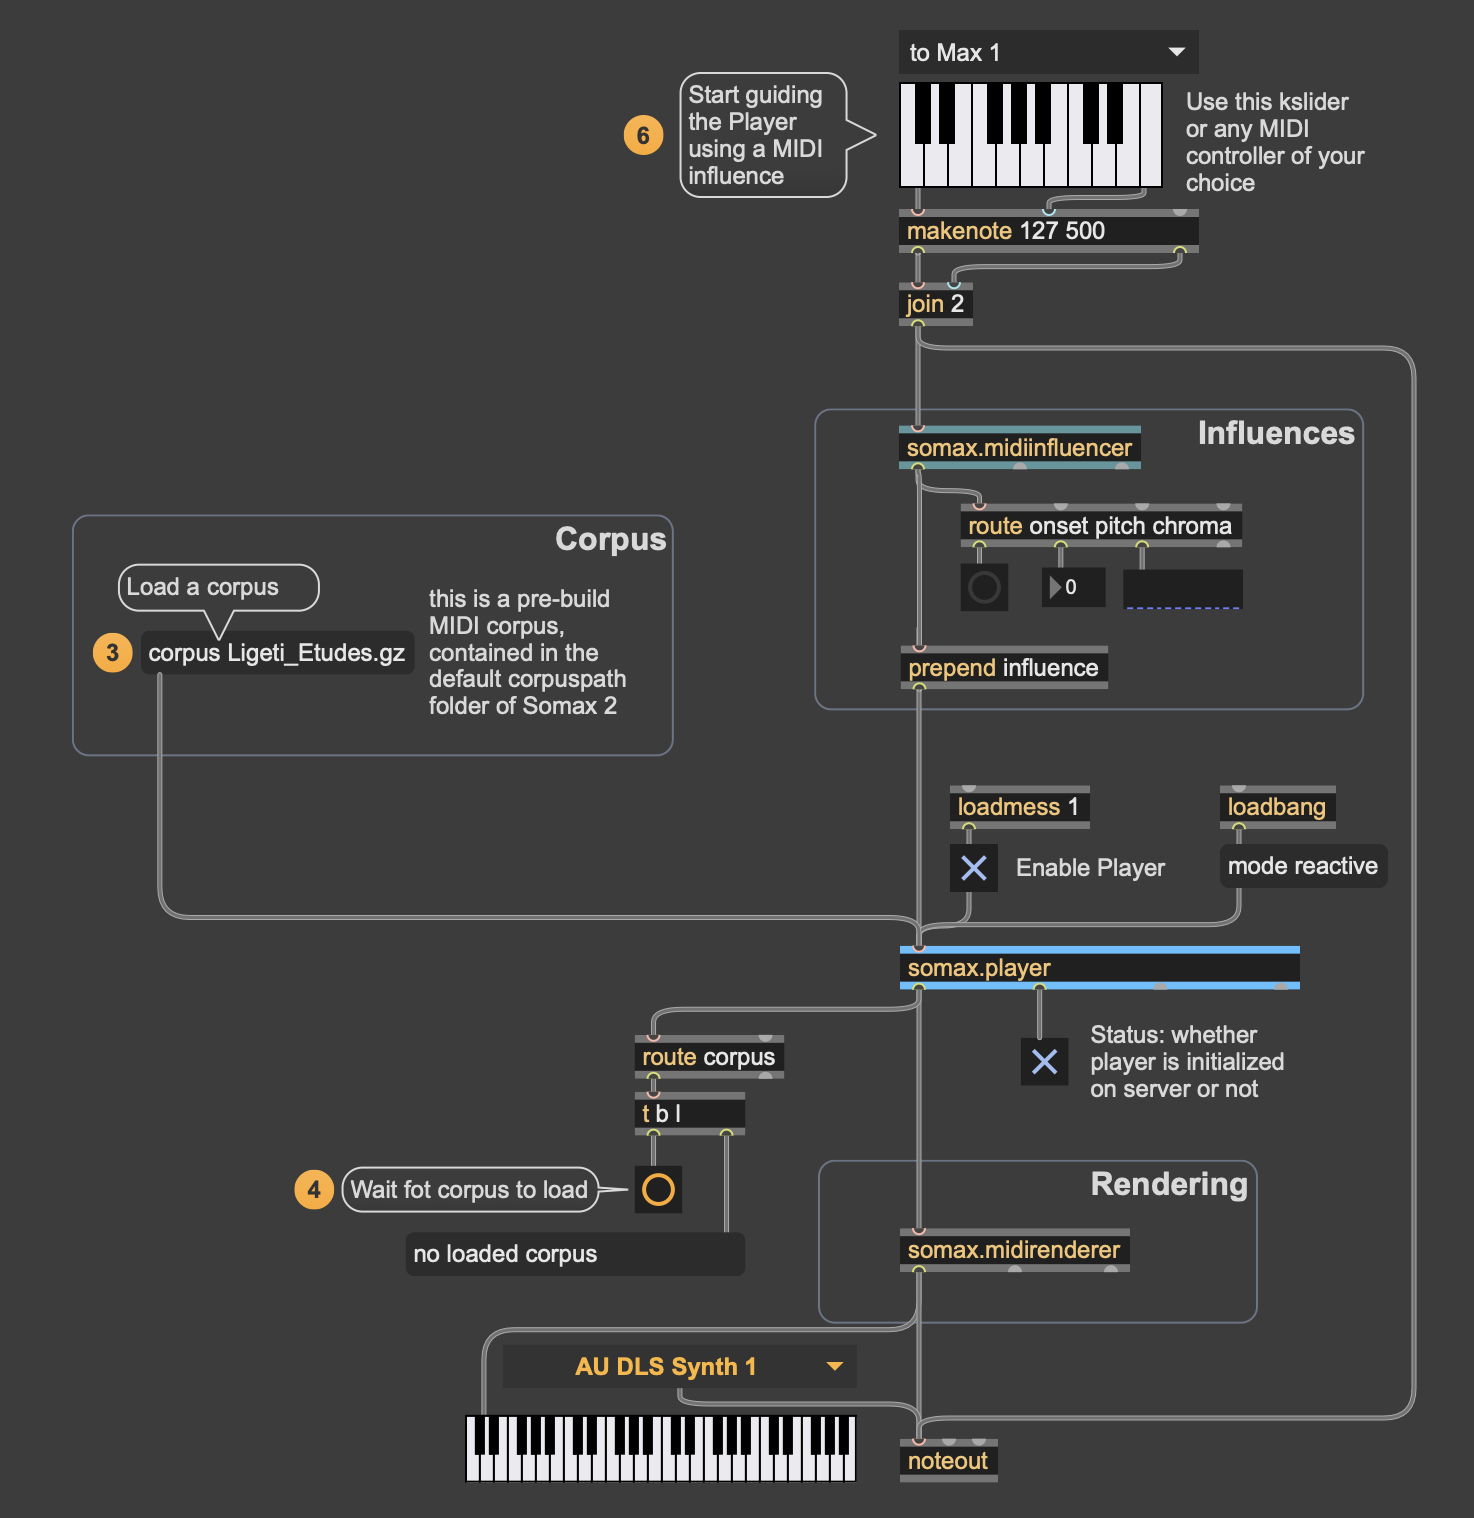 to Max 1
6
Start guiding
the Player
using a MIDI
influence
Use this kslider
or any MIDI
controller of your
choice
makenote 127 500
join 2
Influences
somax.midiinfluencer
route onset pitch chroma
0
prepend influence
Corpus
Load a corpus
3
corpus Ligeti_Etudes.gz
this is a pre-build
MIDI corpus,
contained in the
default corpuspath
folder of Somax 2
loadmess 1
loadbang
Enable Player
mode reactive
somax.player
route corpus
t b l
Status: whether
player is initialized
on server or not
4
Wait fot corpus to load
no loaded corpus
Rendering
somax.midirenderer
AU DLS Synth 1
noteout